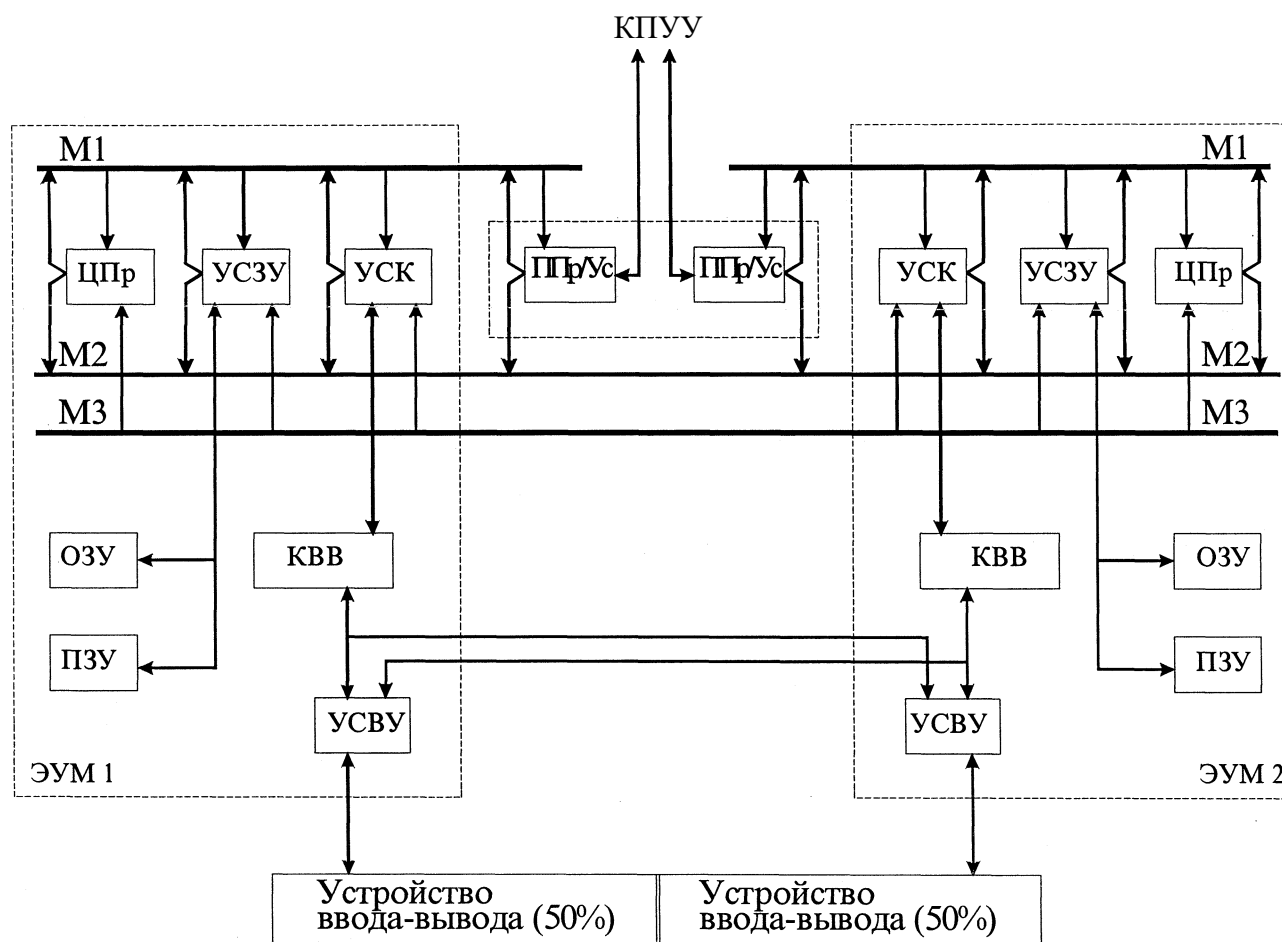 КПУУ
М1 М1
ЦПр УСЗУ УСК ППр/Ус ППр/Ус УСК УСЗУ ЦПр
М2 М2
М3 М3
ОЗУ КВВ КВВ ОЗУ
ПЗУ ПЗУ
УСВУ УСВУ
ЭУМ 1 ЭУМ 2
Устройство Устройство
ввода-вывода (50%) ввода-вывода (50%)